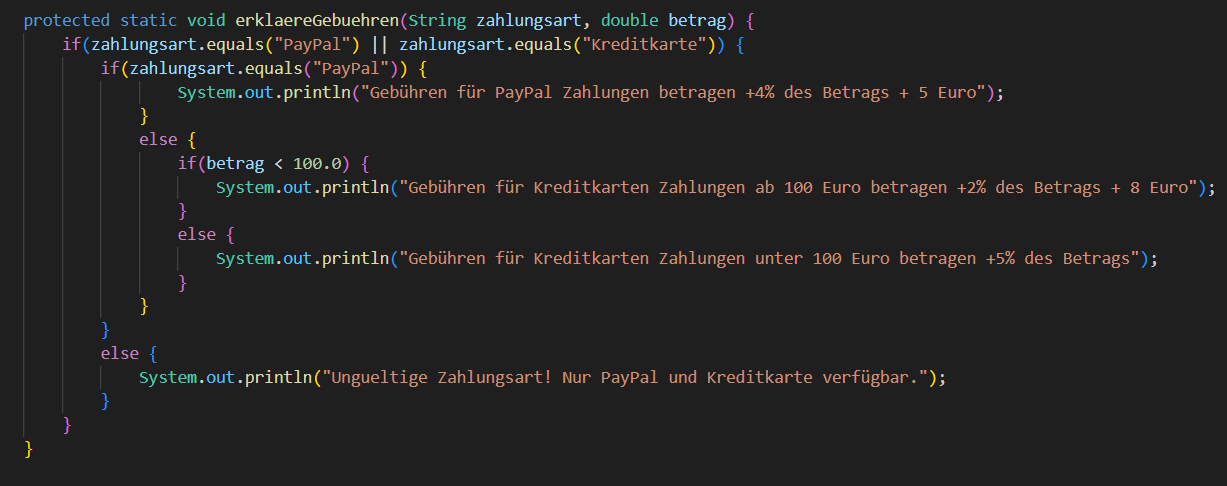 protected static void erklaereGebuehren(String zahlungsart, double betrag) {
if(zahlungsart.equals("PayPal") || zahlungsart.equals("Kreditkarte")) {
if(zahlungsart.equals("PayPal")) {
System.out.println("Gebühren für PayPal Zahlungen betragen +4% des Betrags + 5 Euro");
}
else {
if(betrag < 100.0) {
System.out.println("Gebühren für Kreditkarten Zahlungen ab 100 Euro betragen +2% des Betrags + 8 Euro");
}
else {
System.out.println("Gebühren für Kreditkarten Zahlungen unter 100 Euro betragen +5% des Betrags");
}
}
}
else {
System.out.println("Ungueltige Zahlungsart! Nur PayPal und Kreditkarte verfügbar.");
}
}
}